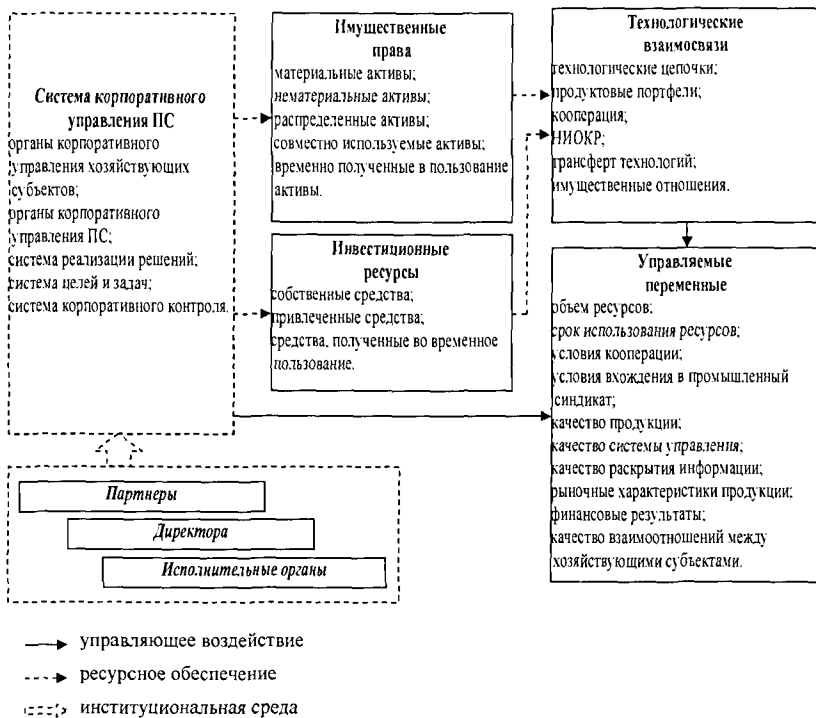 Система корпоративного
управления ПС
органы корпоративного
управления хозяйствующих
субъектов;
органы корпоративного
управления ПС;
система реализации решений;
система целей и задач;
система корпоративного контроля.
Имущественные
права
материальные активы;
нематериальные активы;
распределенные активы;
совместно используемые активы;
временно полученные в пользование
активы.
Инвестиционные
ресурсы
собственные средства;
привлеченные средства;
средства, полученные во временное
пользование.
Технологические
взаимосвязи
технологические цепочки;
продуктовые портфели;
кооперация;
НИОКР;
трансферт технологий;
имущественные отношения.
Управляемые
переменные
объем ресурсов;
срок использования ресурсов;
условия кооперации;
условия вхождения в промышленный
синдикат;
качество продукции;
качество системы управления;
качество раскрытия информации;
рыночные характеристики продукции;
финансовые результаты;
качество взаимоотношений между
хозяйствующими субъектами.
Партнеры
Директора
Исполнительные органы
управляющее воздействие
ресурсное обеспечение
институциональная среда